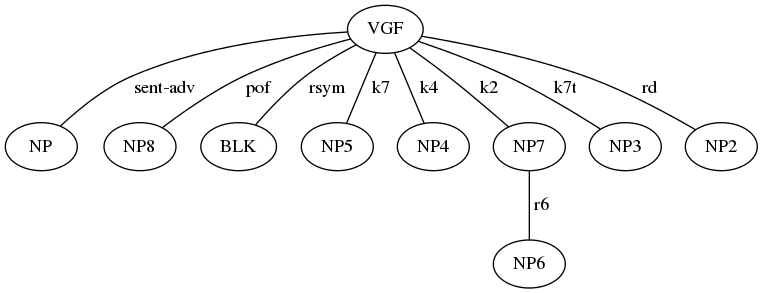 VGF
sent-adv pof rsym k7 k4 k2 k7t rd
NP NP8 BLK NP5 NP4 NP7 NP3 NP2
r6
NP6